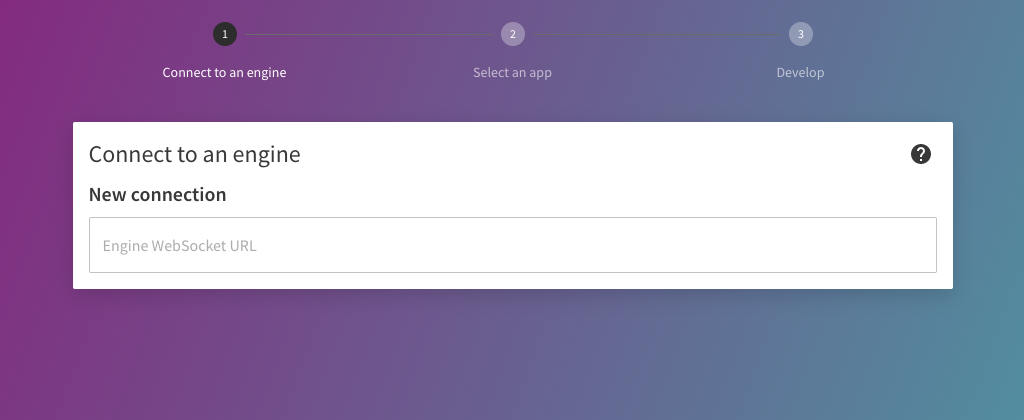 1
2
3
Connect to an engine
Select an app
Develop
Connect to an engine
?
New connection
Engine WebSocket URL